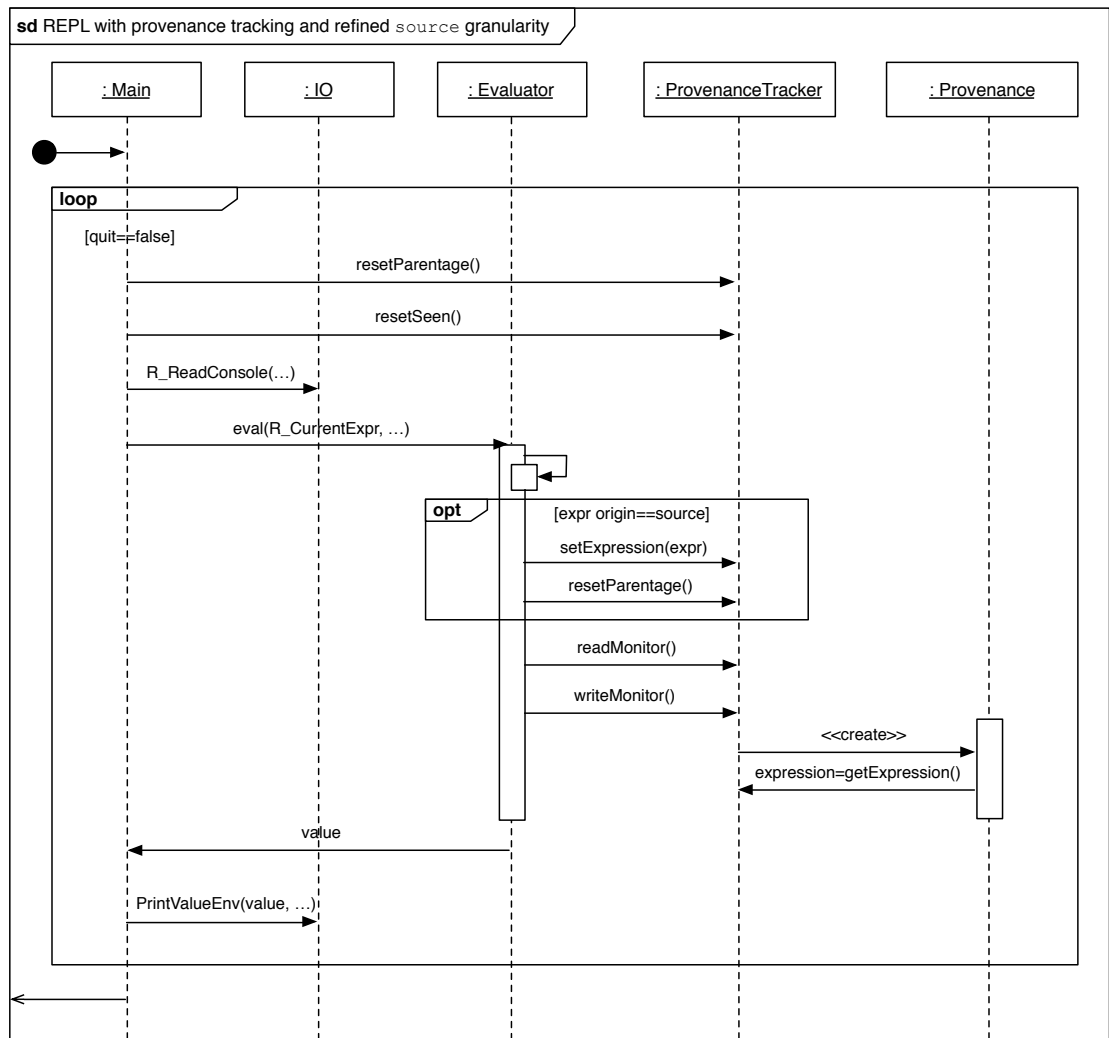 sd REPL with provenance tracking and refined source granularity
: Main
: IO
: Evaluator
: ProvenanceTracker
: Provenance
loop
[quit==false]
resetParentage()
resetSeen()
R_ReadConsole(…)
eval(R_CurrentExpr, …)
opt
[expr origin==source]
setExpression(expr)
resetParentage()
readMonitor()
writeMonitor()
<<create>>
expression=getExpression()
value
PrintValueEnv(value, …)